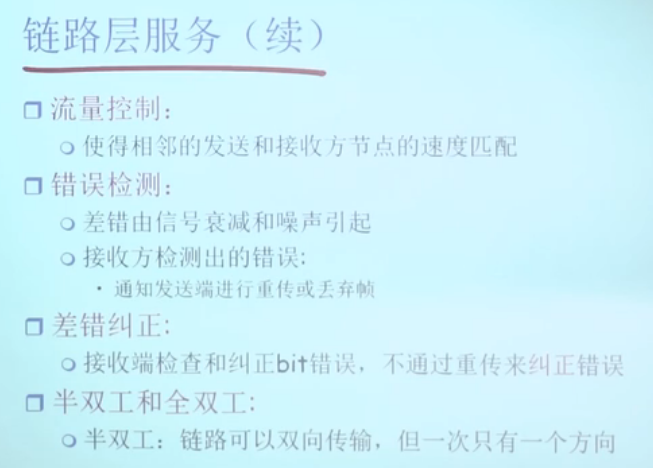 链路层服务（续）
流量控制：
使得相邻的发送和接收方节点的速度匹配
错误检测：
差错由信号衰减和噪声引起
接收方检测出的错误:
通知发送端进行重传或丢弃帧
差错纠正:
接收端检查和纠正bit错误，不通过重传来纠正错误
半双工和全双工:
半双工：链路可以双向传输，但一次只有一个方向